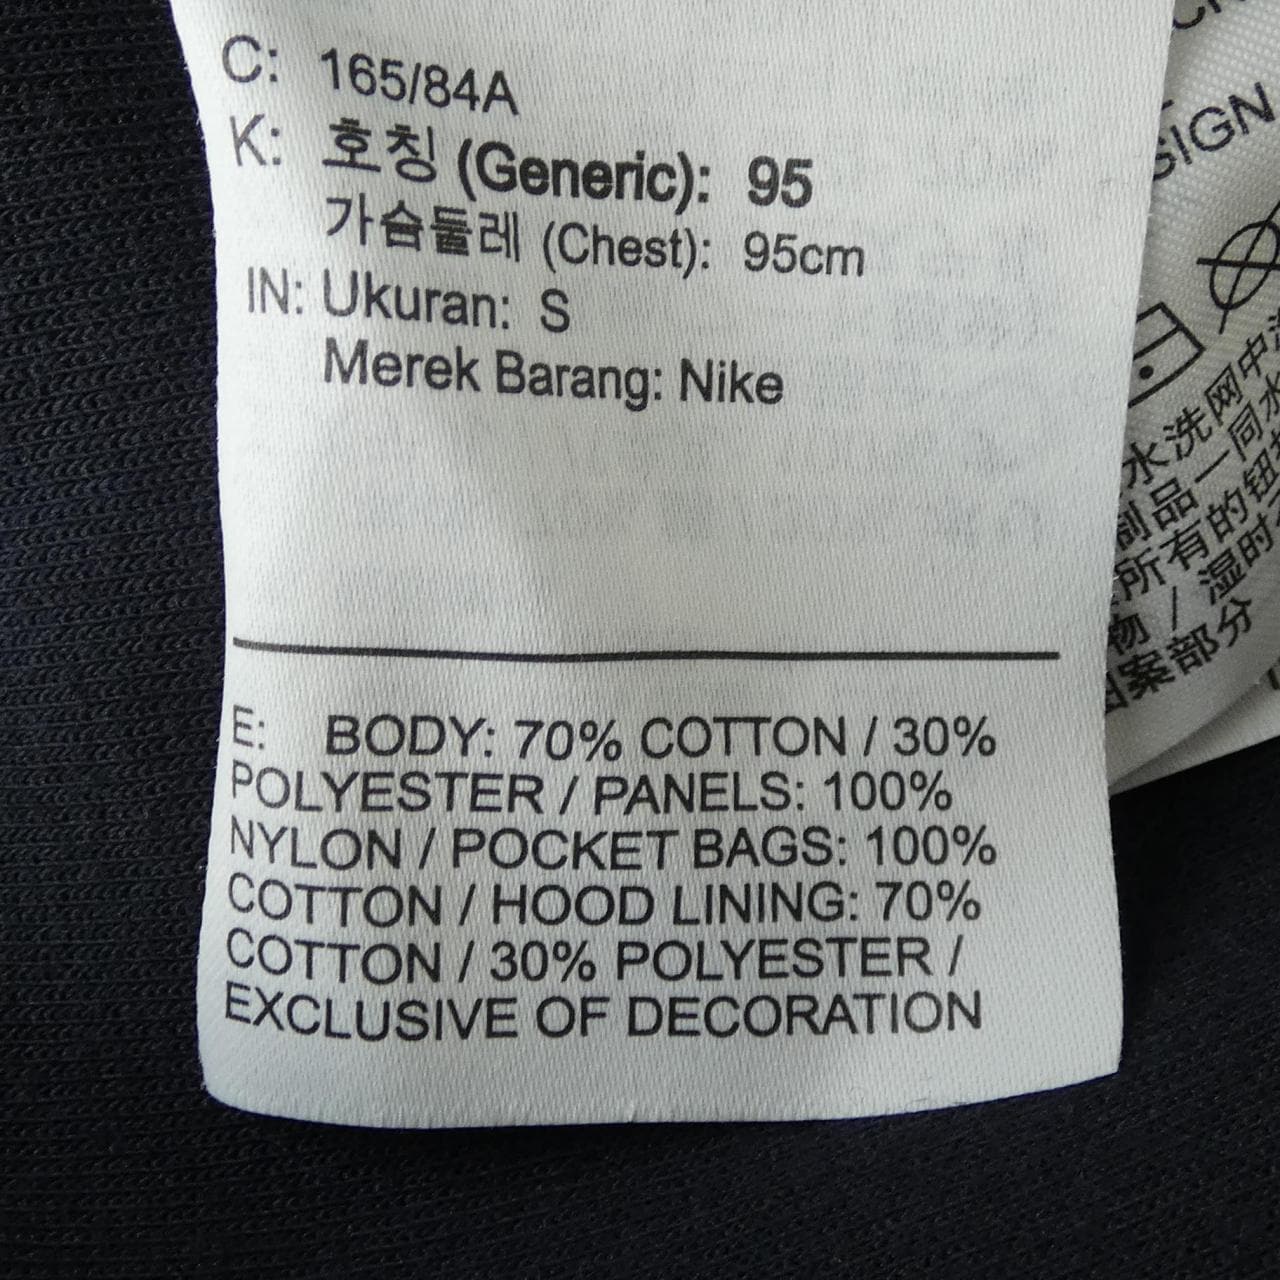 C: 165/84A
K: 호칭 (Generic): 95
가슴둘레 (Chest): 95cm
IN: Ukuran: S
Merek Barang: Nike
E: BODY: 70% COTTON / 30%
POLYESTER / PANELS: 100%
NYLON / POCKET BAGS: 100%
COTTON / HOOD LINING: 70%
COTTON / 30% POLYESTER /
EXCLUSIVE OF DECORATION
SIGN
水洗网中
制品一同水
所有的钮
物 / 湿时
图案部分